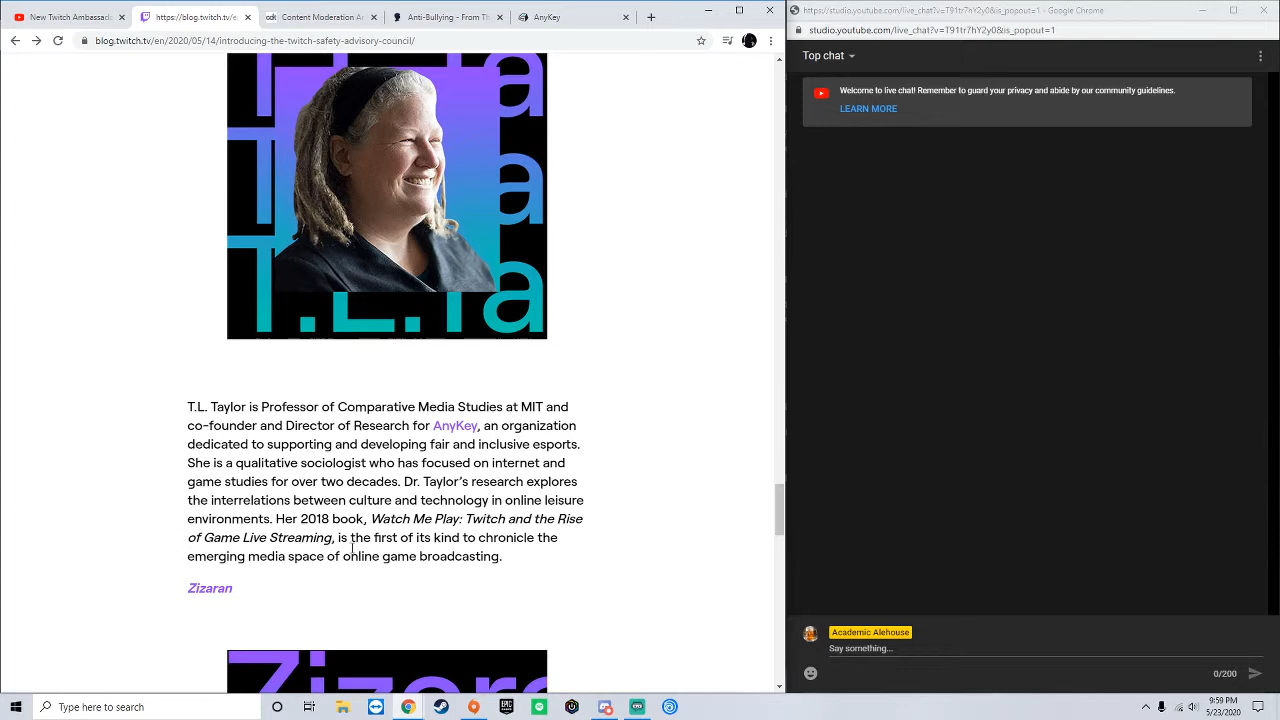 New Twitch Ambassad
https://blog.twitch.tv/es
Content Moderation
Anti-Bullying - From Th
AnyKey
blog.twitch.tv/en/2020/05/14/introducing-the-twitch-safety-advisory-council/
T.L. Taylor is Professor of Comparative Media Studies at MIT and
co-founder and Director of Research for AnyKey, an organization
dedicated to supporting and developing fair and inclusive esports.
She is a qualitative sociologist who has focused on internet and
game studies for over two decades. Dr. Taylor's research explores
the interrelations between culture and technology in online leisure
environments. Her 2018 book, Watch Me Play: Twitch and the Rise
of Game Live Streaming, is the first of its kind to chronicle the
emerging media space of online game broadcasting.
Zizaran
https://studio.youtube.com/live_chat?v=T91tr7hY2y0&is_popout=1 - Google Chrome
studio.youtube.com/live_chat?v=T91tr7hY2y0&is_popout=1
Top chat
Welcome to live chat! Remember to guard your privacy and abide by our community guidelines.
LEARN MORE
Academic Alehouse
Say something...
0/200
Type here to search
9:59 PM
5/23/2020